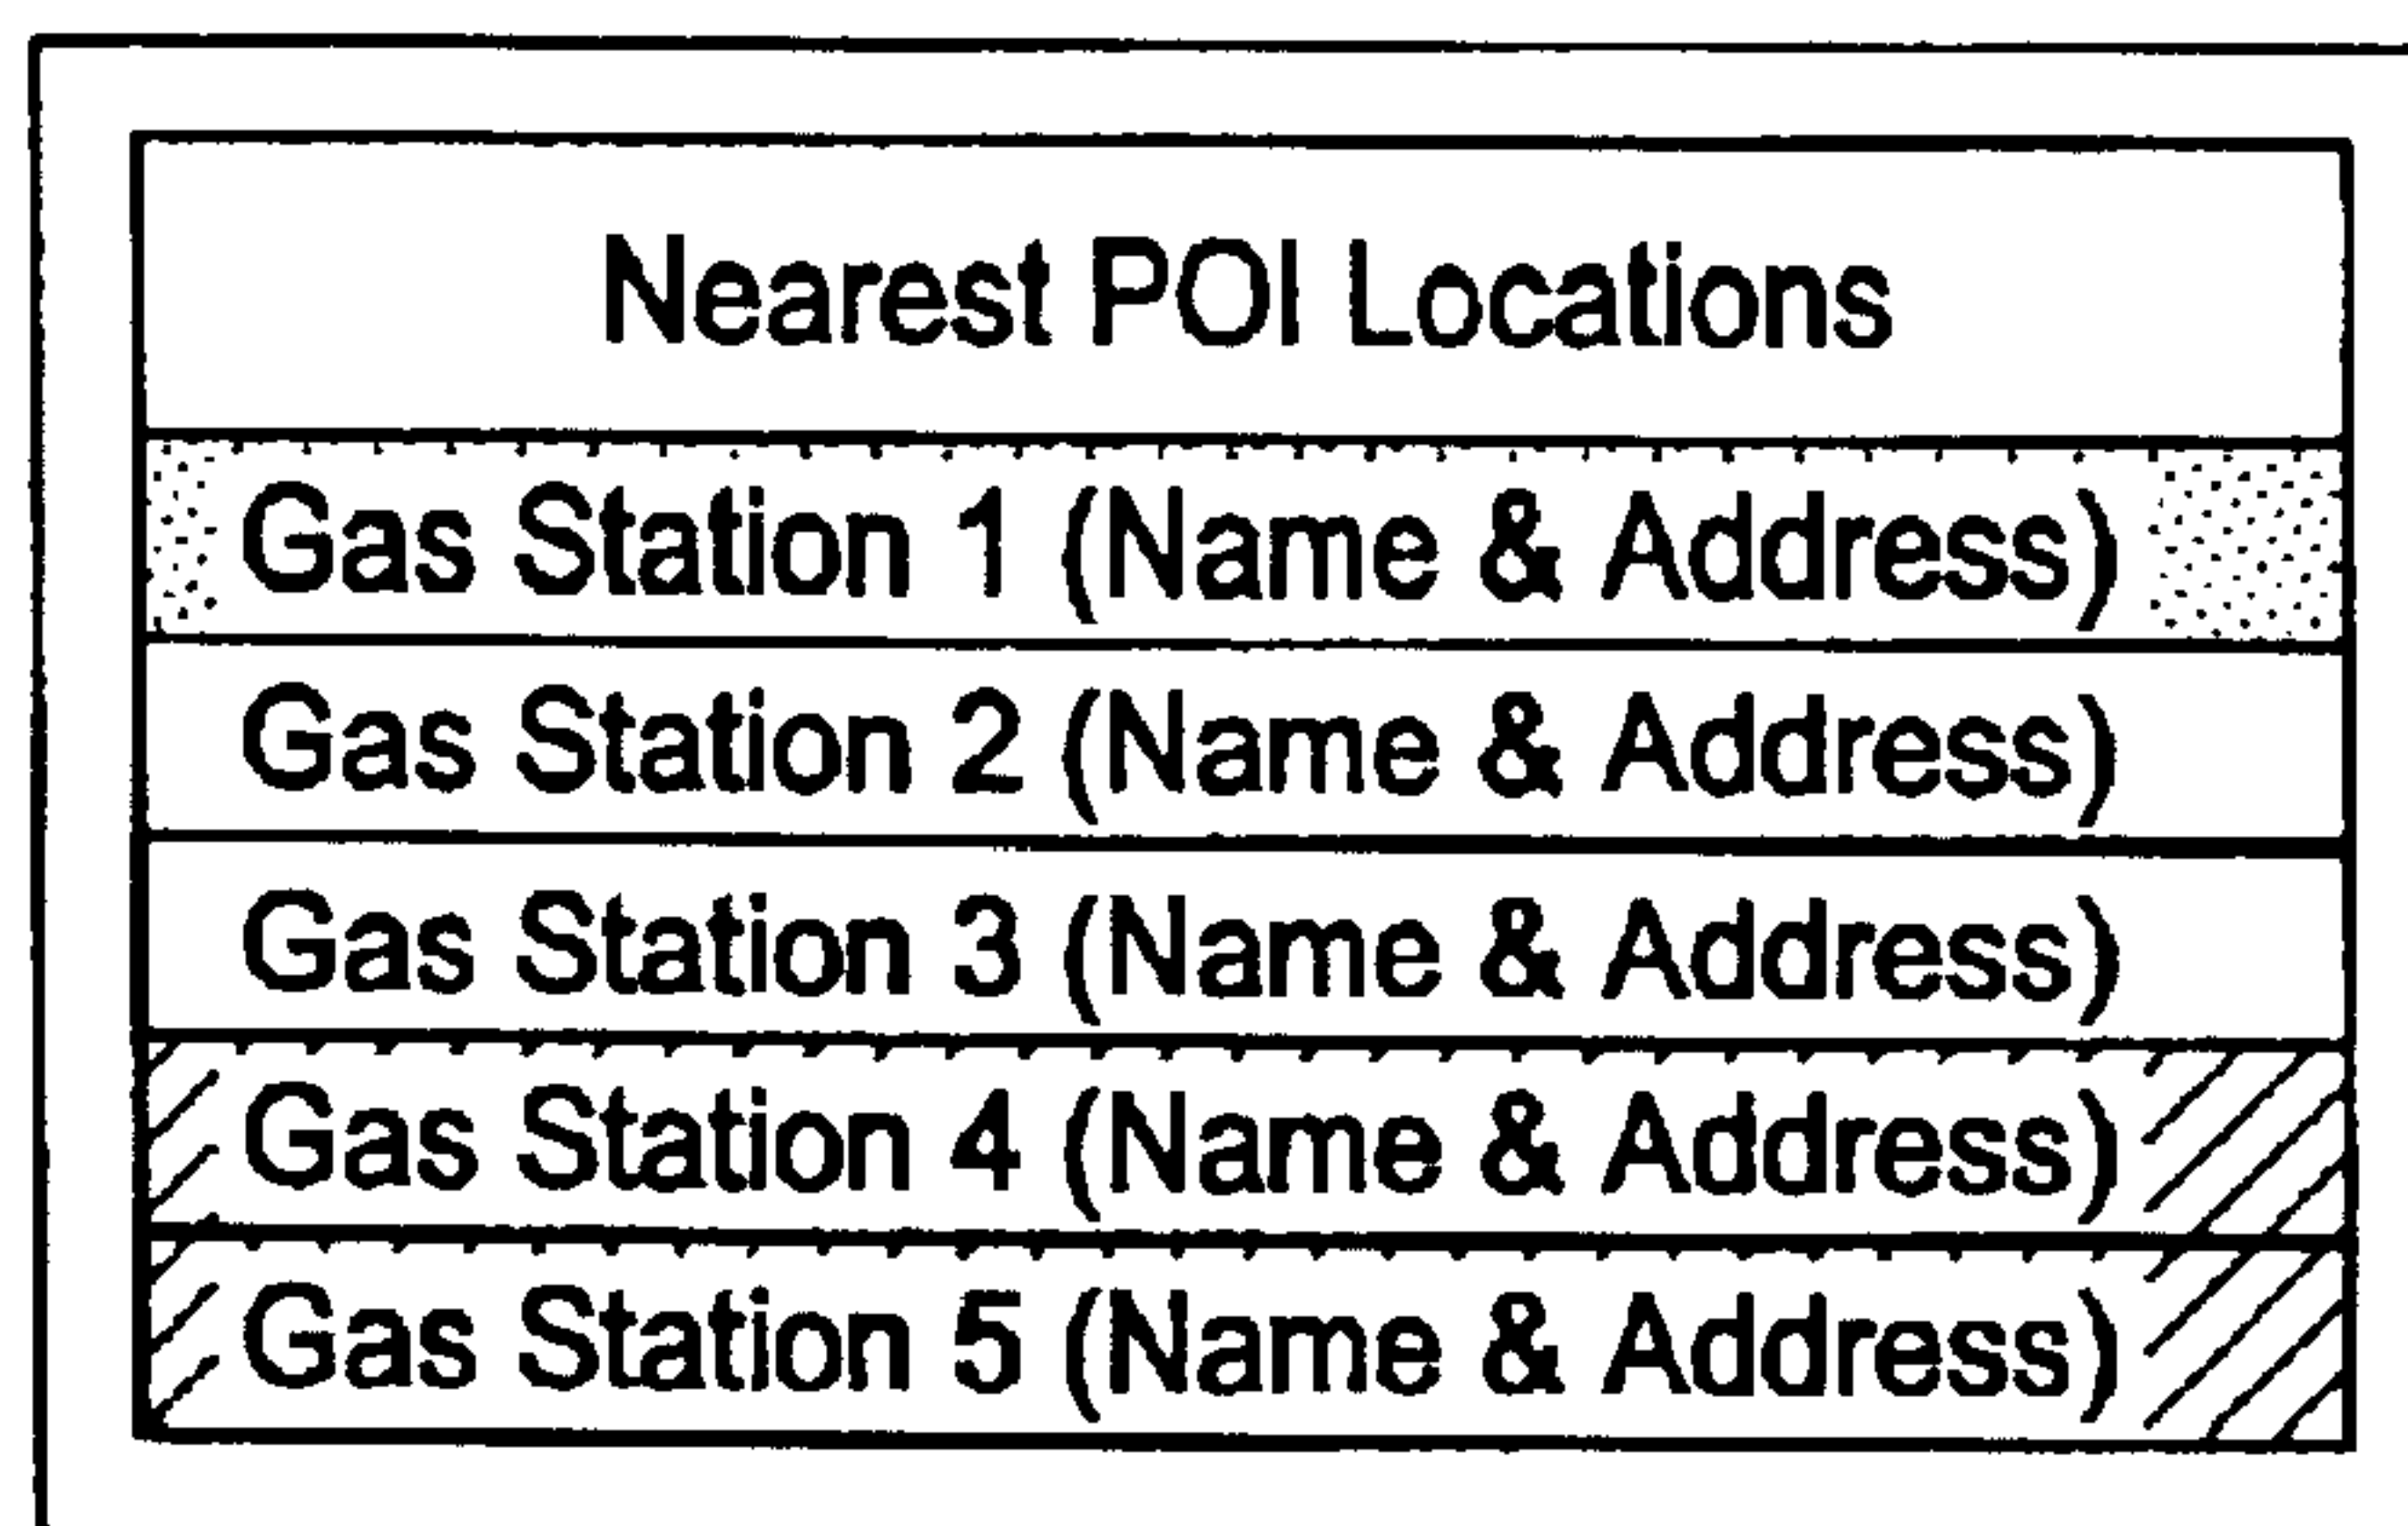 Nearest POI Locations
Gas Station 1 (Name & Address)
Gas Station 2 (Name & Address)
Gas Station 3 (Name & Address)
Gas Station 4 (Name & Address)
Gas Station 5 (Name & Address)